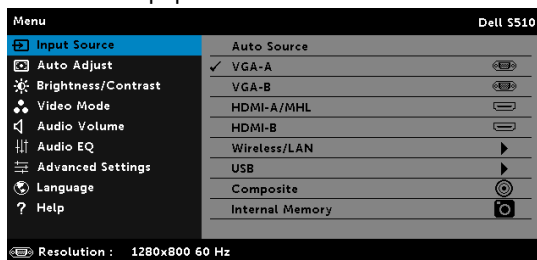 Menu Dell S510
Input Source
Auto Adjust
Brightness/Contrast
Video Mode
Audio Volume
Audio EQ
Advanced Settings
Language
? Help
Auto Source
✓ VGA-A
VGA-B
HDMI-A/MHL
HDMI-B
Wireless/LAN
USB
Composite
Internal Memory
Resolution : 1280x800 60 Hz